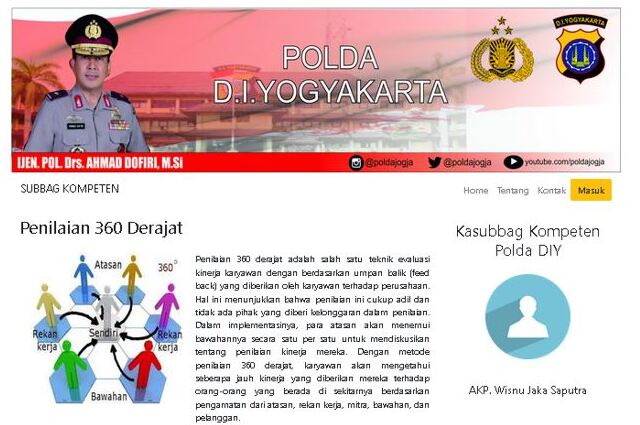 POLDA
D.I.YOGYAKARTA
D.I.YOGYAKARTA
IJEN. POL. Drs. AHMAD DOFIRI, M.Si
@poldajogja
@poldajogja
youtube.com/poldajogja
SUBBAG KOMPETEN
Home Tentang Kontak Masuk
Penilaian 360 Derajat
Atasan
360°
Rekan
kerja
Sendiri
Rekan
kerja
Bawahan
Penilaian 360 derajat adalah salah satu teknik evaluasi
kinerja karyawan dengan berdasarkan umpan balik (feed
back) yang diberikan oleh karyawan terhadap perusahaan.
Hal ini menunjukkan bahwa penilaian ini cukup adil dan
tidak ada pihak yang diberi kelonggaran dalam penilaian.
Dalam implementasinya, para atasan akan menemui
bawahannya secara satu per satu untuk mendiskusikan
tentang penilaian kinerja mereka. Dengan metode
penilaian 360 derajat, karyawan akan mengetahui
seberapa jauh kinerja yang diberikan mereka terhadap
orang-orang yang berada di sekitarnya berdasarkan
pengamatan dari atasan, rekan kerja, mitra, bawahan, dan
pelanggan.
Kasubbag Kompeten
Polda DIY
AKP. Wisnu Jaka Saputra